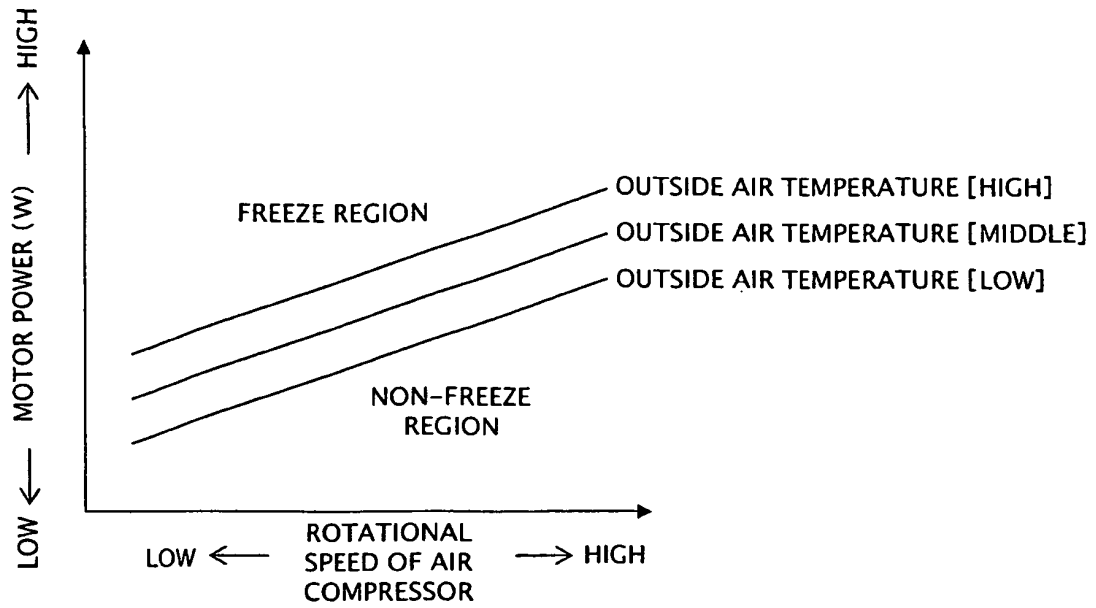 HIGH
MOTOR POWER (W)
LOW
FREEZE REGION
OUTSIDE AIR TEMPERATURE [HIGH]
OUTSIDE AIR TEMPERATURE [MIDDLE]
OUTSIDE AIR TEMPERATURE [LOW]
NON-FREEZE
REGION
LOW
ROTATIONAL
SPEED OF AIR
COMPRESSOR
HIGH